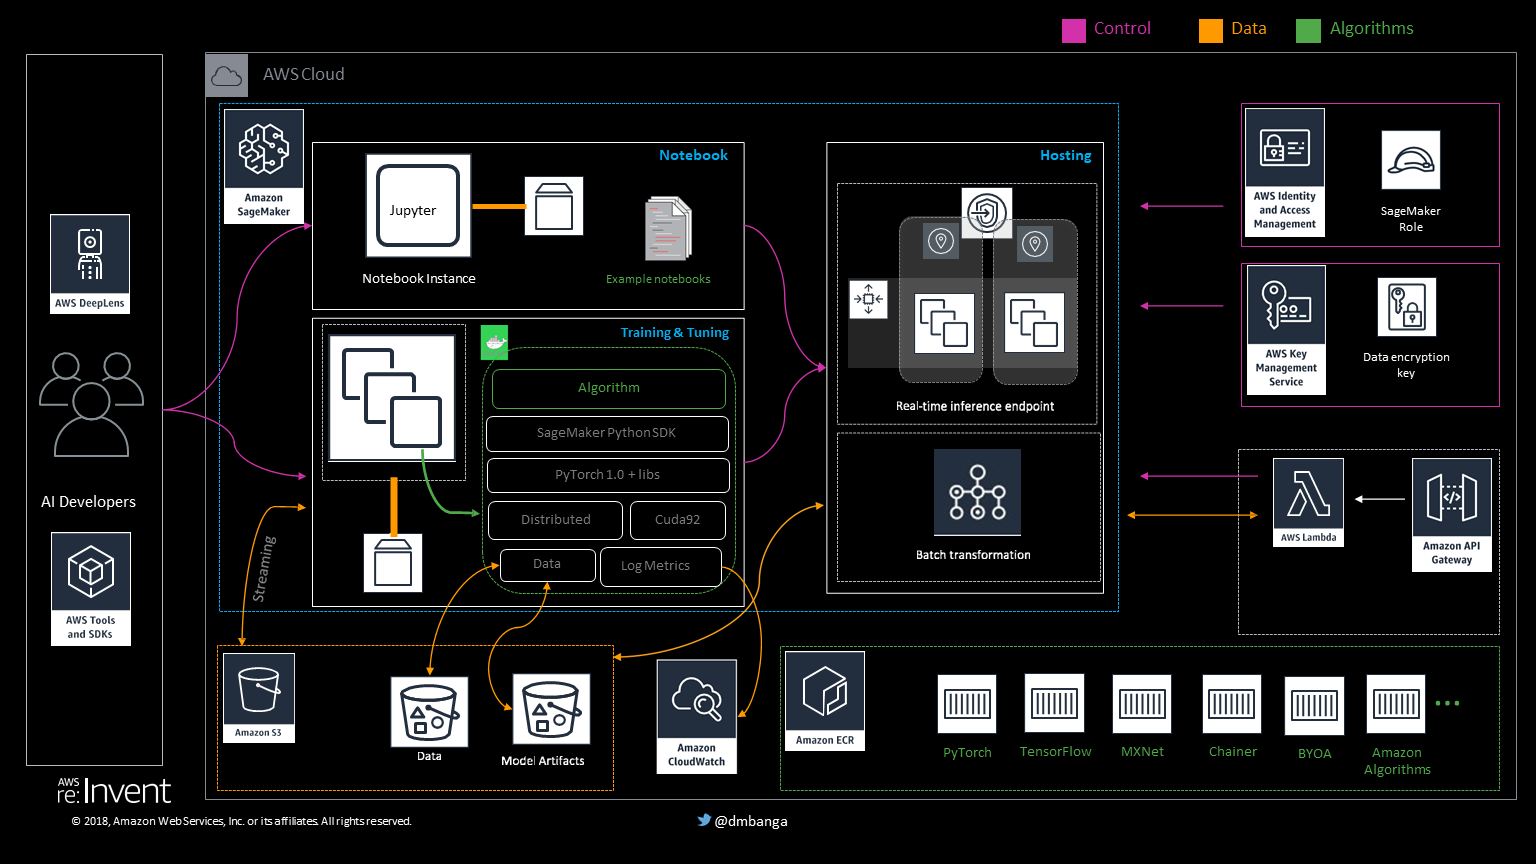 Control
Data
Algorithms
AWS Cloud
Amazon
SageMaker
Notebook
Jupyter
Notebook Instance
Example notebooks
Training & Tuning
Algorithm
SageMaker Python SDK
PyTorch 1.0 + libs
Distributed
Cuda92
Data
Log Metrics
Hosting
Real-time inference endpoint
Batch transformation
AWS Identity
and Access
Management
SageMaker
Role
AWS Key
Management
Service
Data encryption
key
AWS Lambda
Amazon API
Gateway
AWS DeepLens
AI Developers
AWS Tools
and SDKs
Streaming
Amazon S3
Data
Model Artifacts
Amazon
CloudWatch
Amazon ECR
PyTorch
TensorFlow
MXNet
Chainer
BYOA
Amazon
Algorithms
AWS
re:Invent
© 2018, Amazon Web Services, Inc. or its affiliates. All rights reserved.
@dmbanga